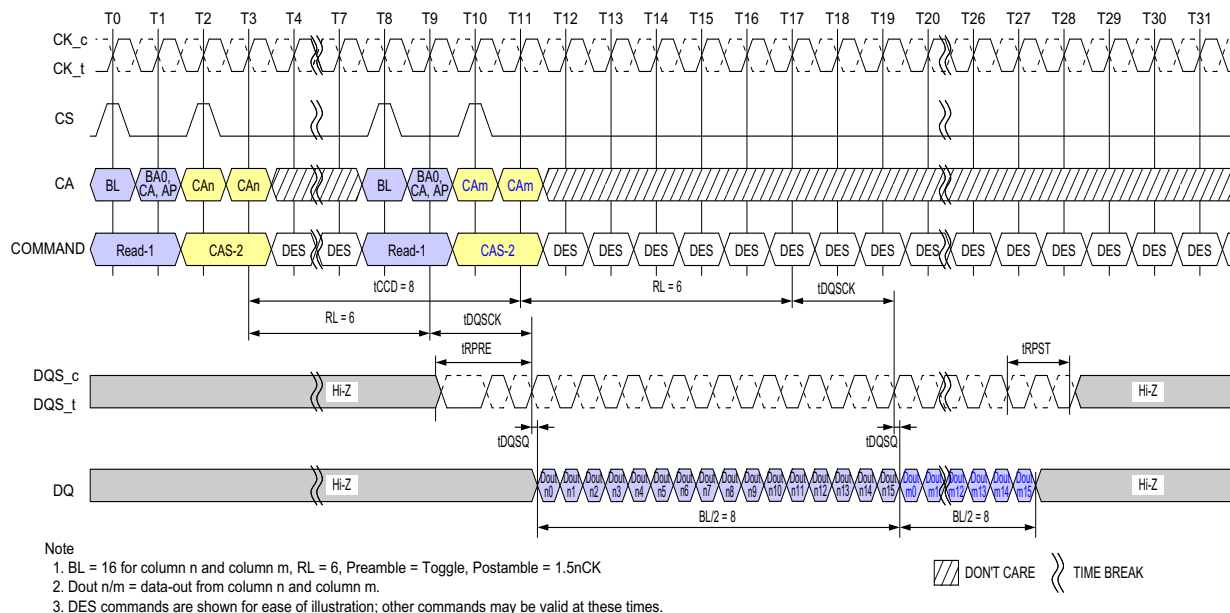 T0 T1 T2 T3 T4 T7 T8 T9 T10 T11 T12 T13 T14 T15 T16 T17 T18 T19 T20 T26 T27 T28 T29 T30 T31
CK_c
CK_t
CS
CA
BL BA0, CA, AP CAn CAn BL BA0, CA, AP CAm CAm
COMMAND
Read-1 CAS-2 DES DES Read-1 CAS-2 DES DES DES DES DES DES DES DES DES DES DES DES DES DES DES
tCCD = 8 RL = 6 tDQSCK
RL = 6 tDQSCK
tRPRE tRPST
DQS_c
DQS_t
Hi-Z Hi-Z
tDQSQ tDQSQ
DQ
Hi-Z Dout n0 Dout n1 Dout n2 Dout n3 Dout n4 Dout n5 Dout n6 Dout n7 Dout n8 Dout n9 Dout n10 Dout n11 Dout n12 Dout n13 Dout n14 Dout n15 Dout m0 Dout m1 Dout m12 Dout m13 Dout m14 Dout m15 Hi-Z
BL/2 = 8 BL/2 = 8
Note
1. BL = 16 for column n and column m, RL = 6, Preamble = Toggle, Postamble = 1.5nCK
2. Dout n/m = data-out from column n and column m.
3. DES commands are shown for ease of illustration; other commands may be valid at these times.
DON'T CARE TIME BREAK